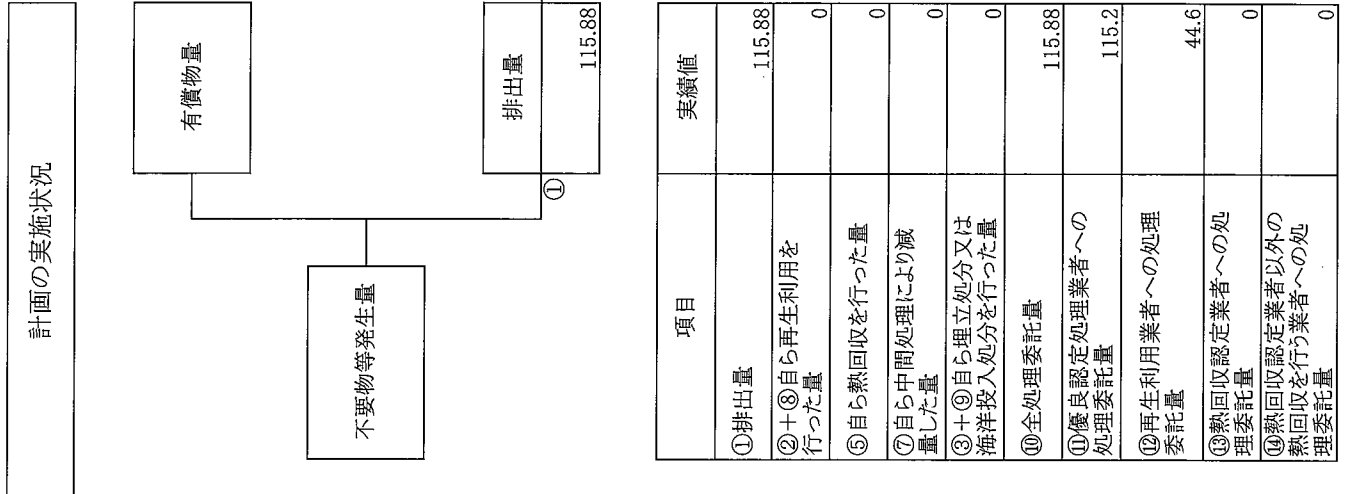 計画の実施状況
有償物量
不要物等発生量
排出量
① 115.88
項目 実績値
①排出量 115.88
②+⑧自ら再生利用を
行った量 0
⑤自ら熱回収を行った量 0
⑦自ら中間処理により減
量した量 0
③+⑨自ら埋立処分又は
海洋投入処分を行った量 0
⑩全処理委託量 115.88
⑪優良認定処理業者への
処理委託量 115.2
⑫再生利用業者への処理
委託量 44.6
⑬熱回収認定業者への処
理委託量 0
⑭熱回収認定業者以外の
熱回収を行う業者への処
理委託量 0